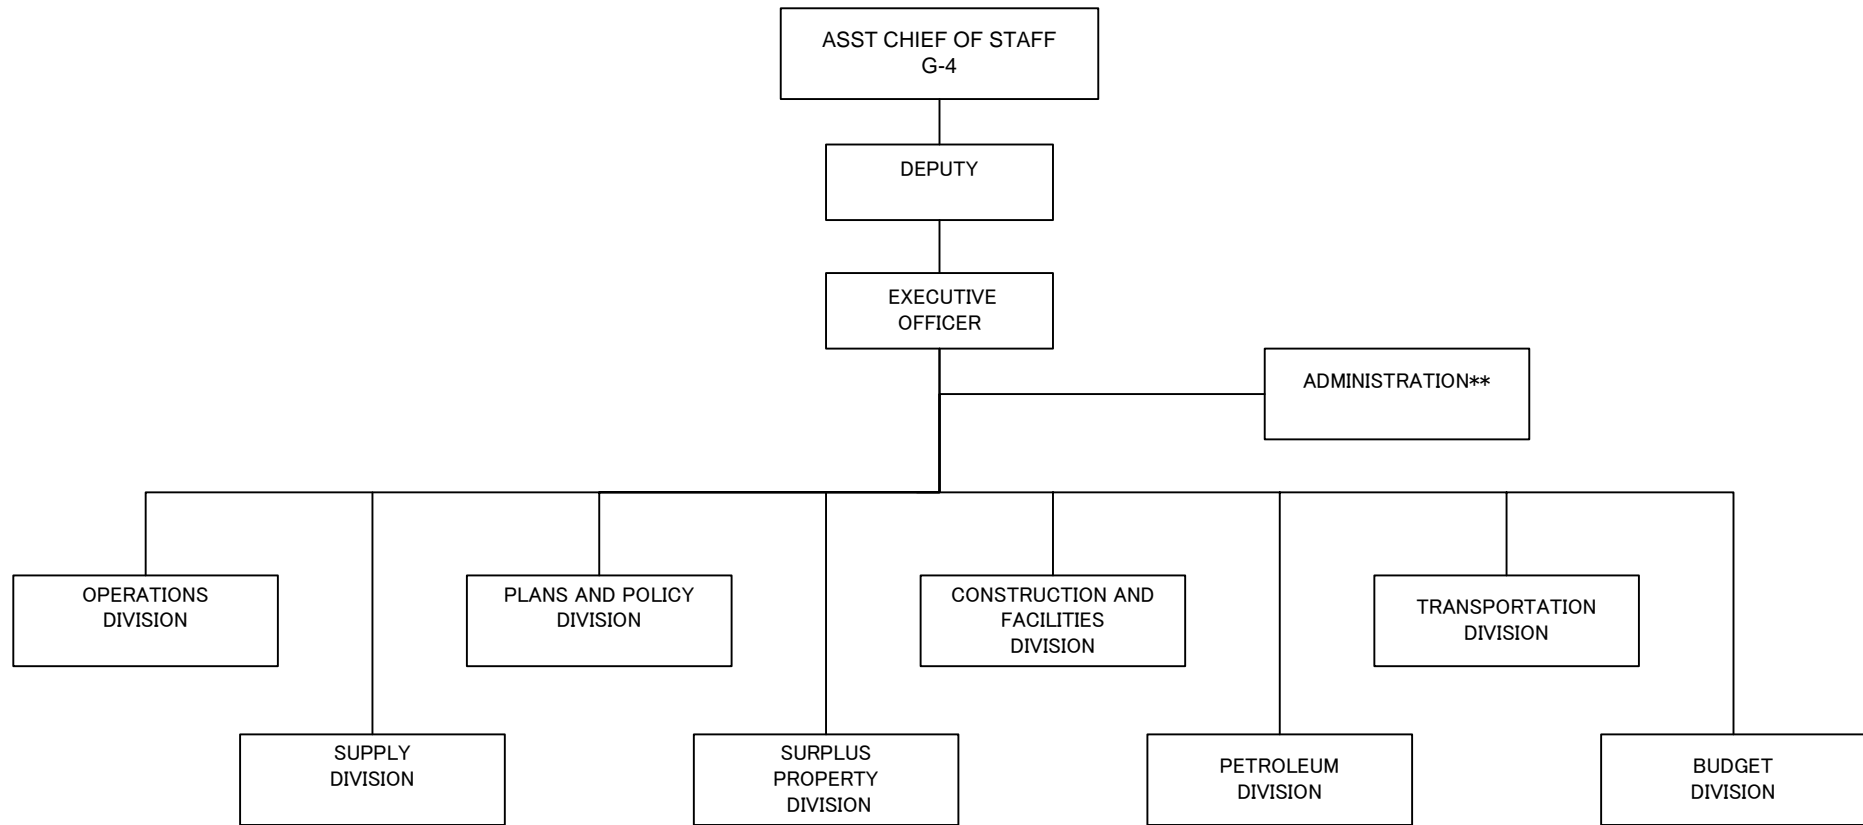 ASST CHIEF OF STAFF
G-4
DEPUTY
EXECUTIVE
OFFICER
ADMINISTRATION**
OPERATIONS
DIVISION
PLANS AND POLICY
DIVISION
CONSTRUCTION AND
FACILITIES
DIVISION
TRANSPORTATION
DIVISION
SUPPLY
DIVISION
SURPLUS
PROPERTY
DIVISION
PETROLEUM
DIVISION
BUDGET
DIVISION